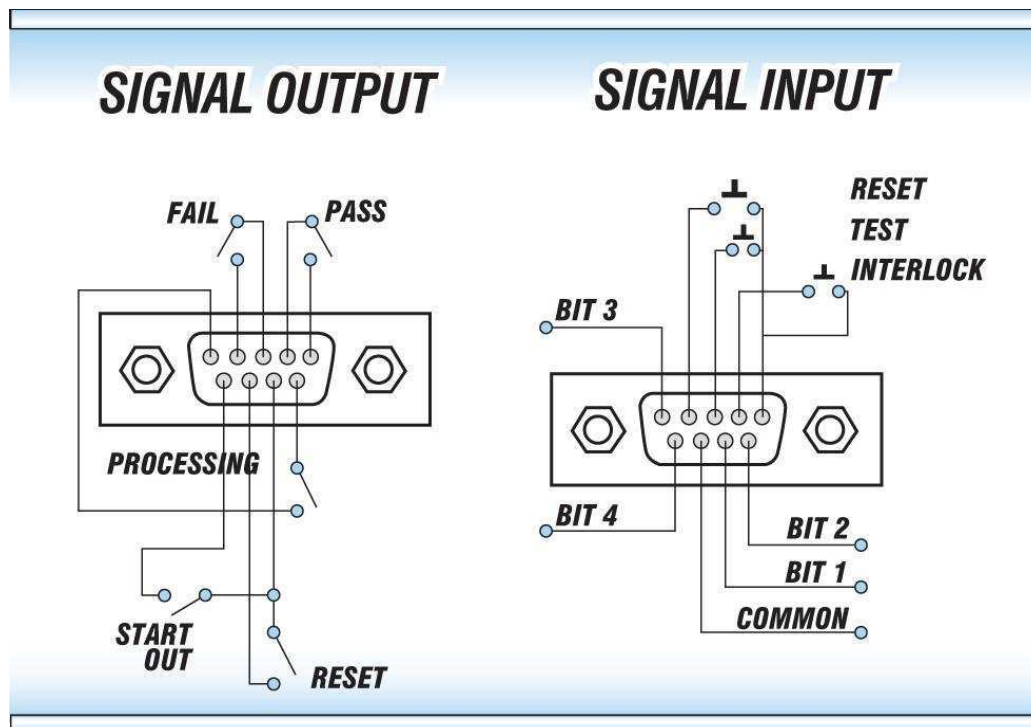 SIGNAL OUTPUT
FAIL
PASS
PROCESSING
START
OUT
RESET
SIGNAL INPUT
RESET
TEST
INTERLOCK
BIT 3
BIT 4
BIT 2
BIT 1
COMMON